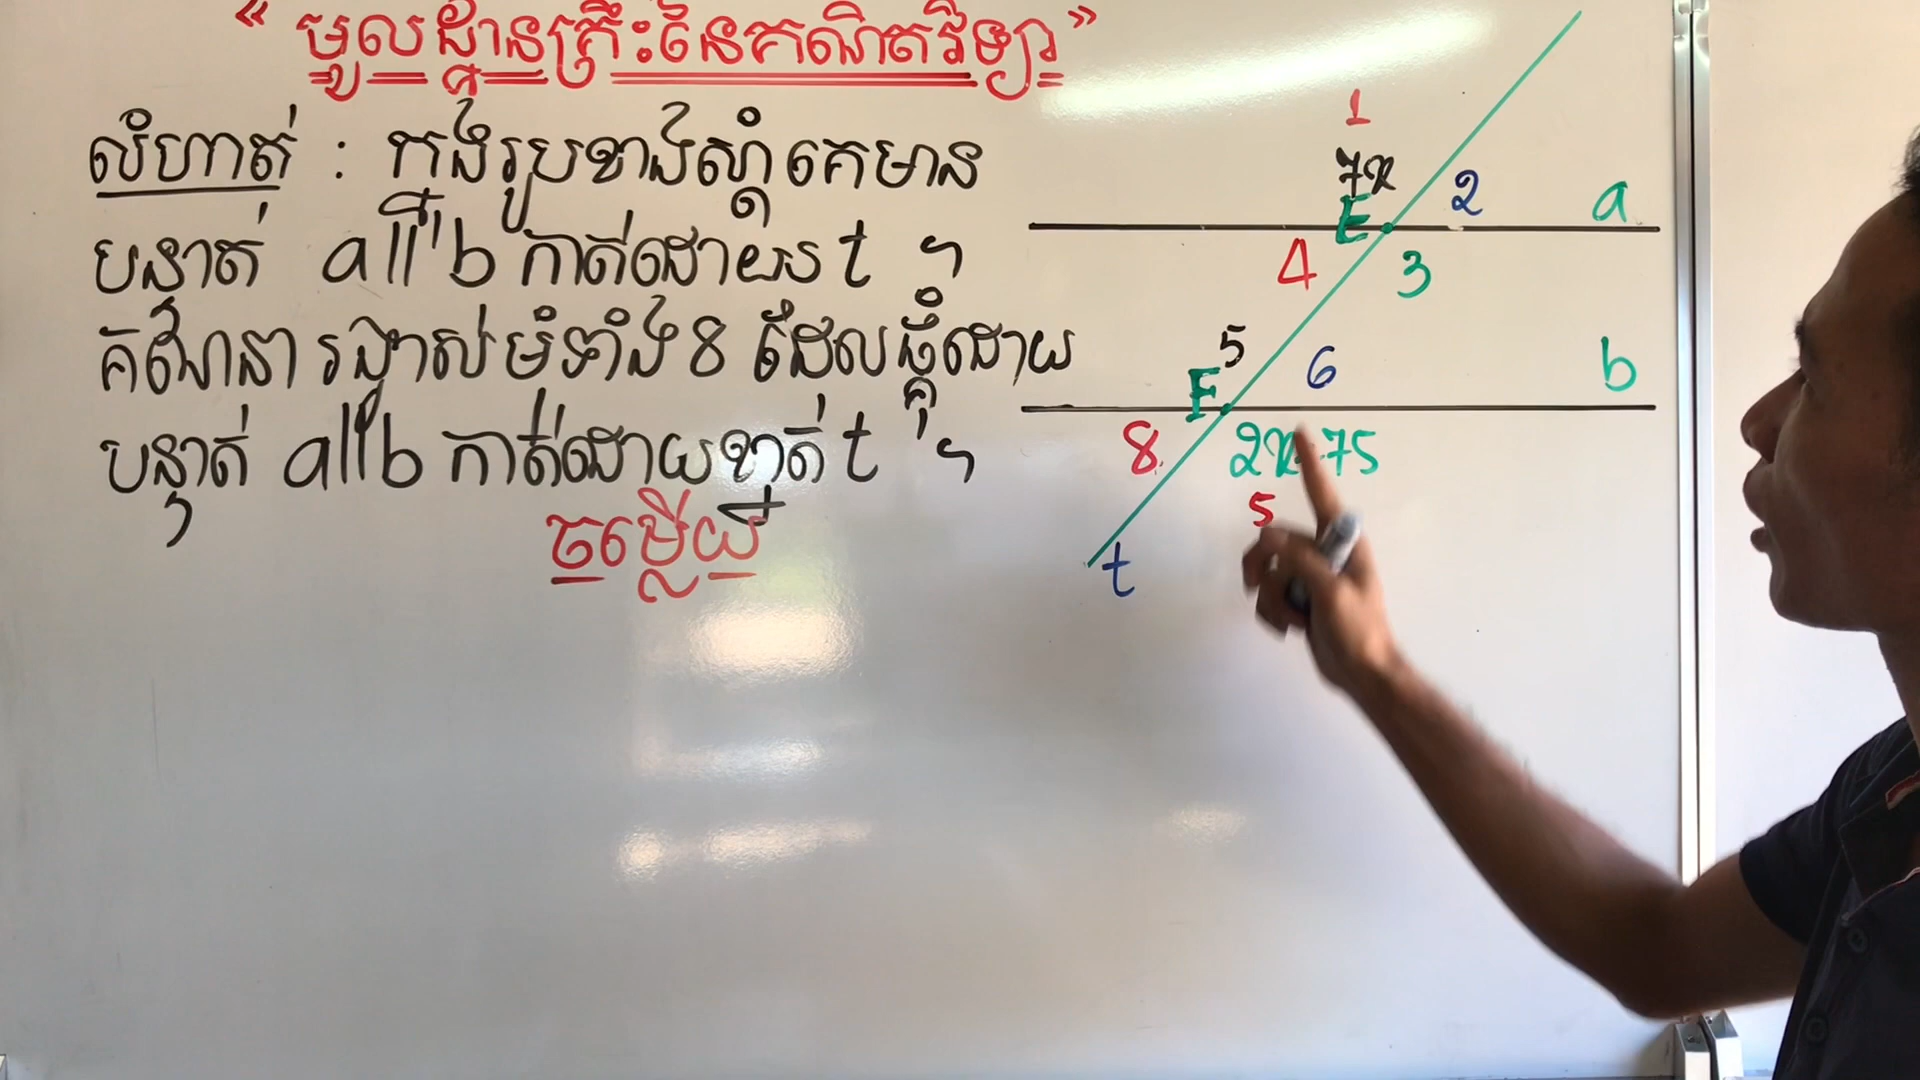 “ មូលដ្ឋានគ្រឹះនៃគណិតវិទ្យា ”
លំហាត់ : ក្នុងរូបខាងស្តាំគេមាន
បន្ទាត់ a//b កាត់ដោយ t ។
គណនារង្វាស់មុំទាំង 8 ដែលផ្គុំដោយ
បន្ទាត់ a//b កាត់ដោយខ្នាត់ t ។
ចម្លើយ
1
7x
E 2 a
4 3
5 6 b
F
8 2x 75
5
t